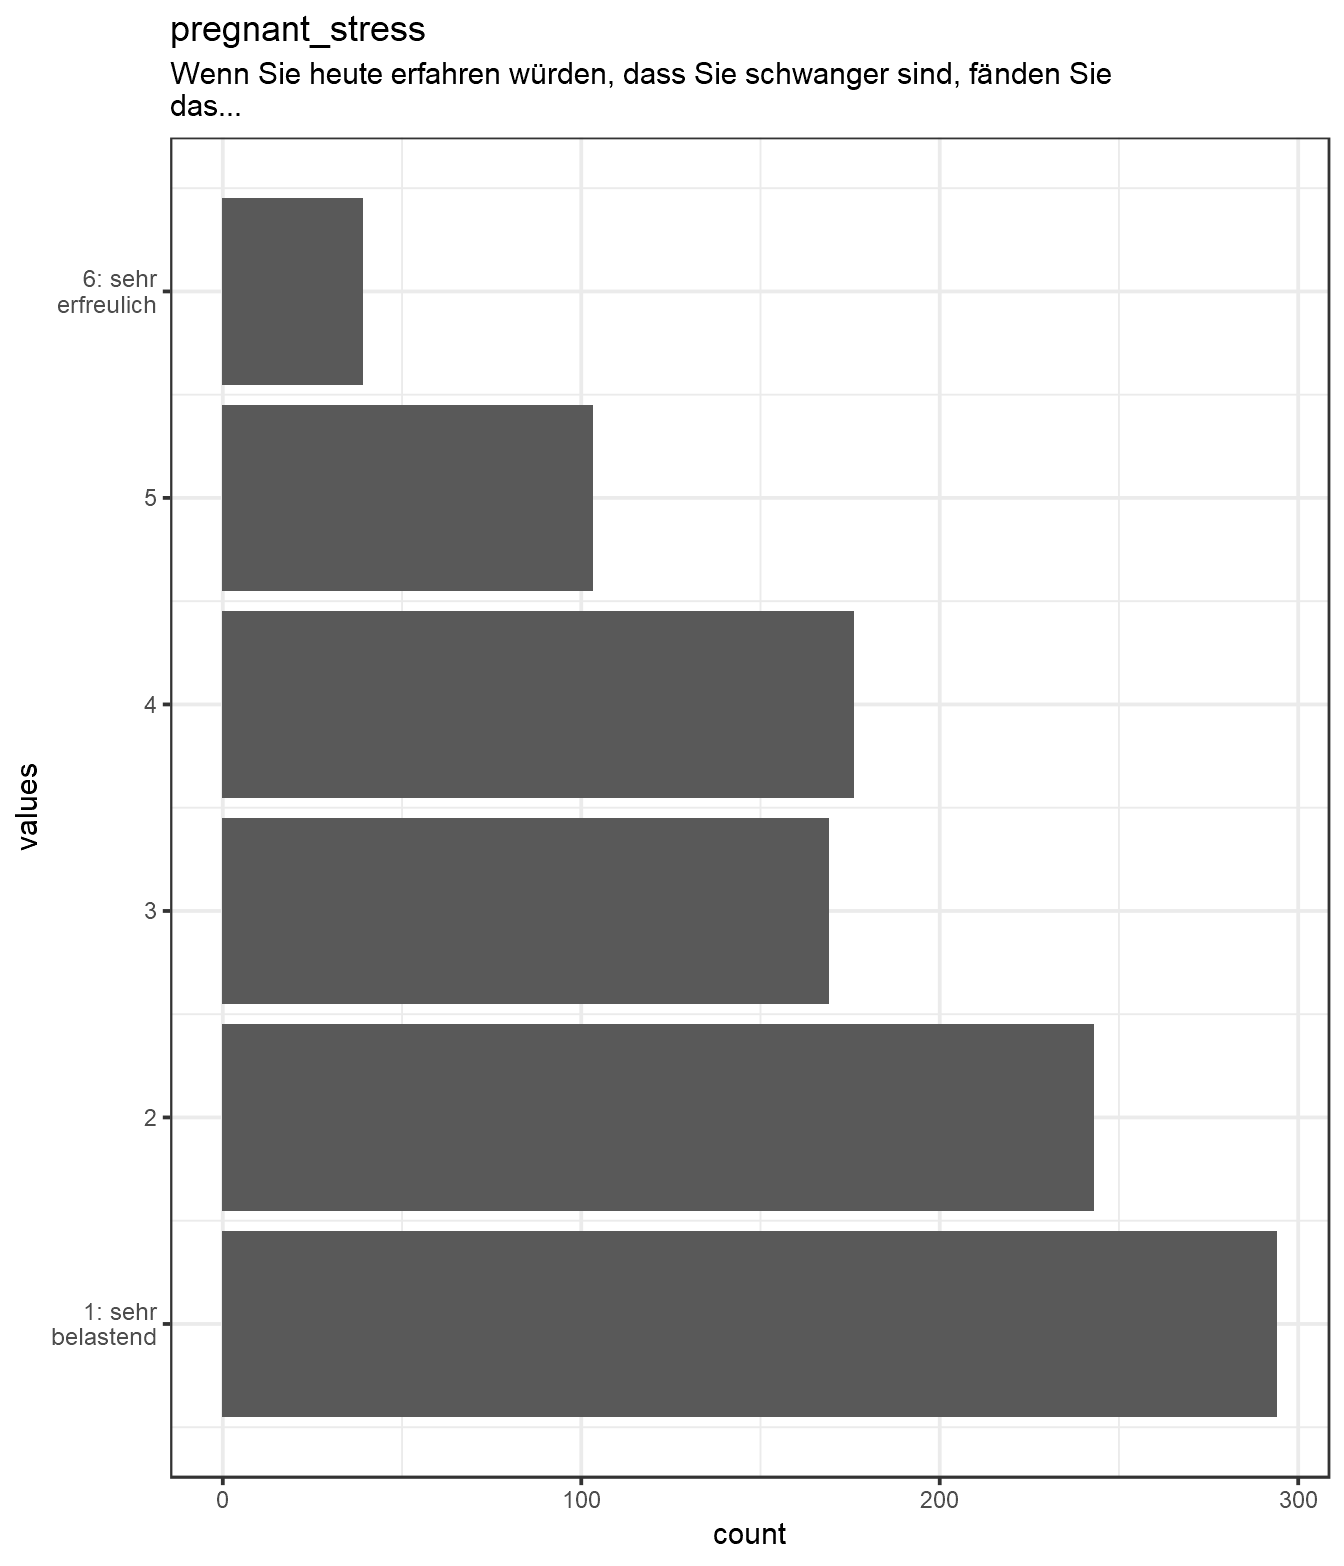 pregnant_stress
Wenn Sie heute erfahren würden, dass Sie schwanger sind, fänden Sie
das...
6: sehr
erfreulich
5
4
values
3
2
1: sehr
belastend
0 100 200 300
count